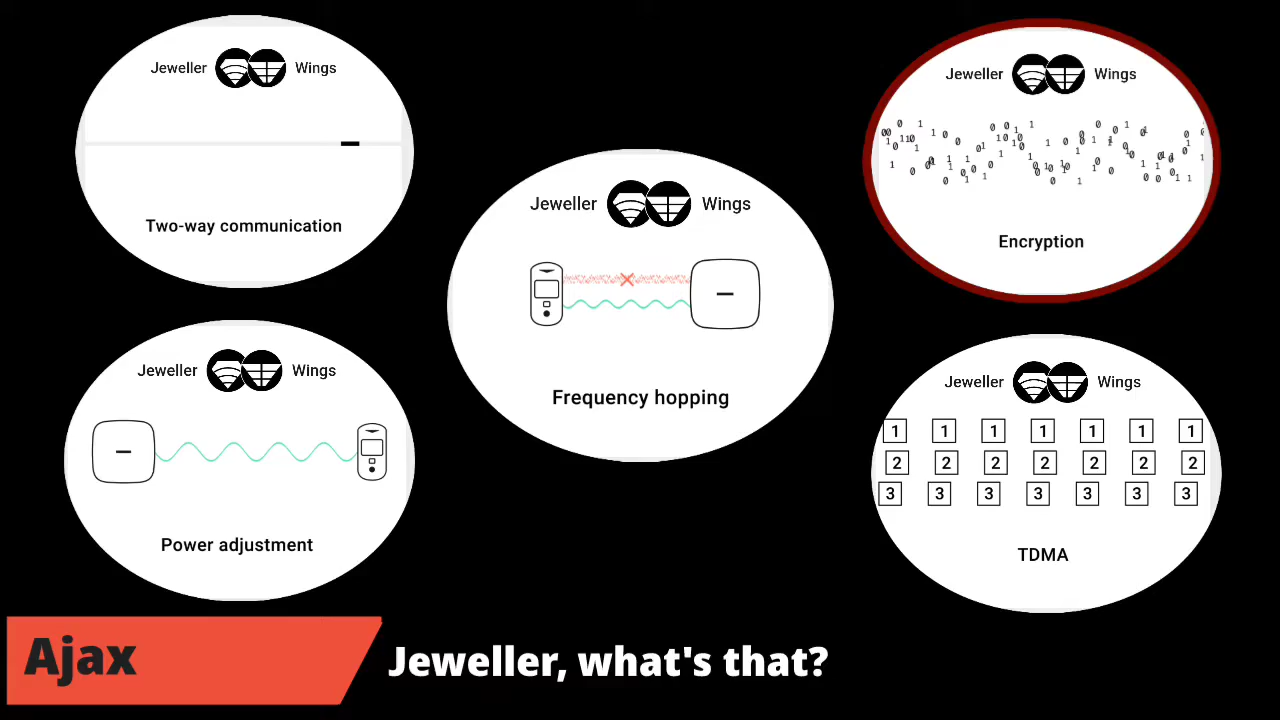 Jeweller Wings
Two-way communication
Jeweller Wings
Power adjustment
Jeweller Wings
Frequency hopping
Jeweller Wings
Encryption
Jeweller Wings
1 1 1 1 1 1 1
2 2 2 2 2 2 2
3 3 3 3 3 3 3
TDMA
Ajax
Jeweller, what's that?